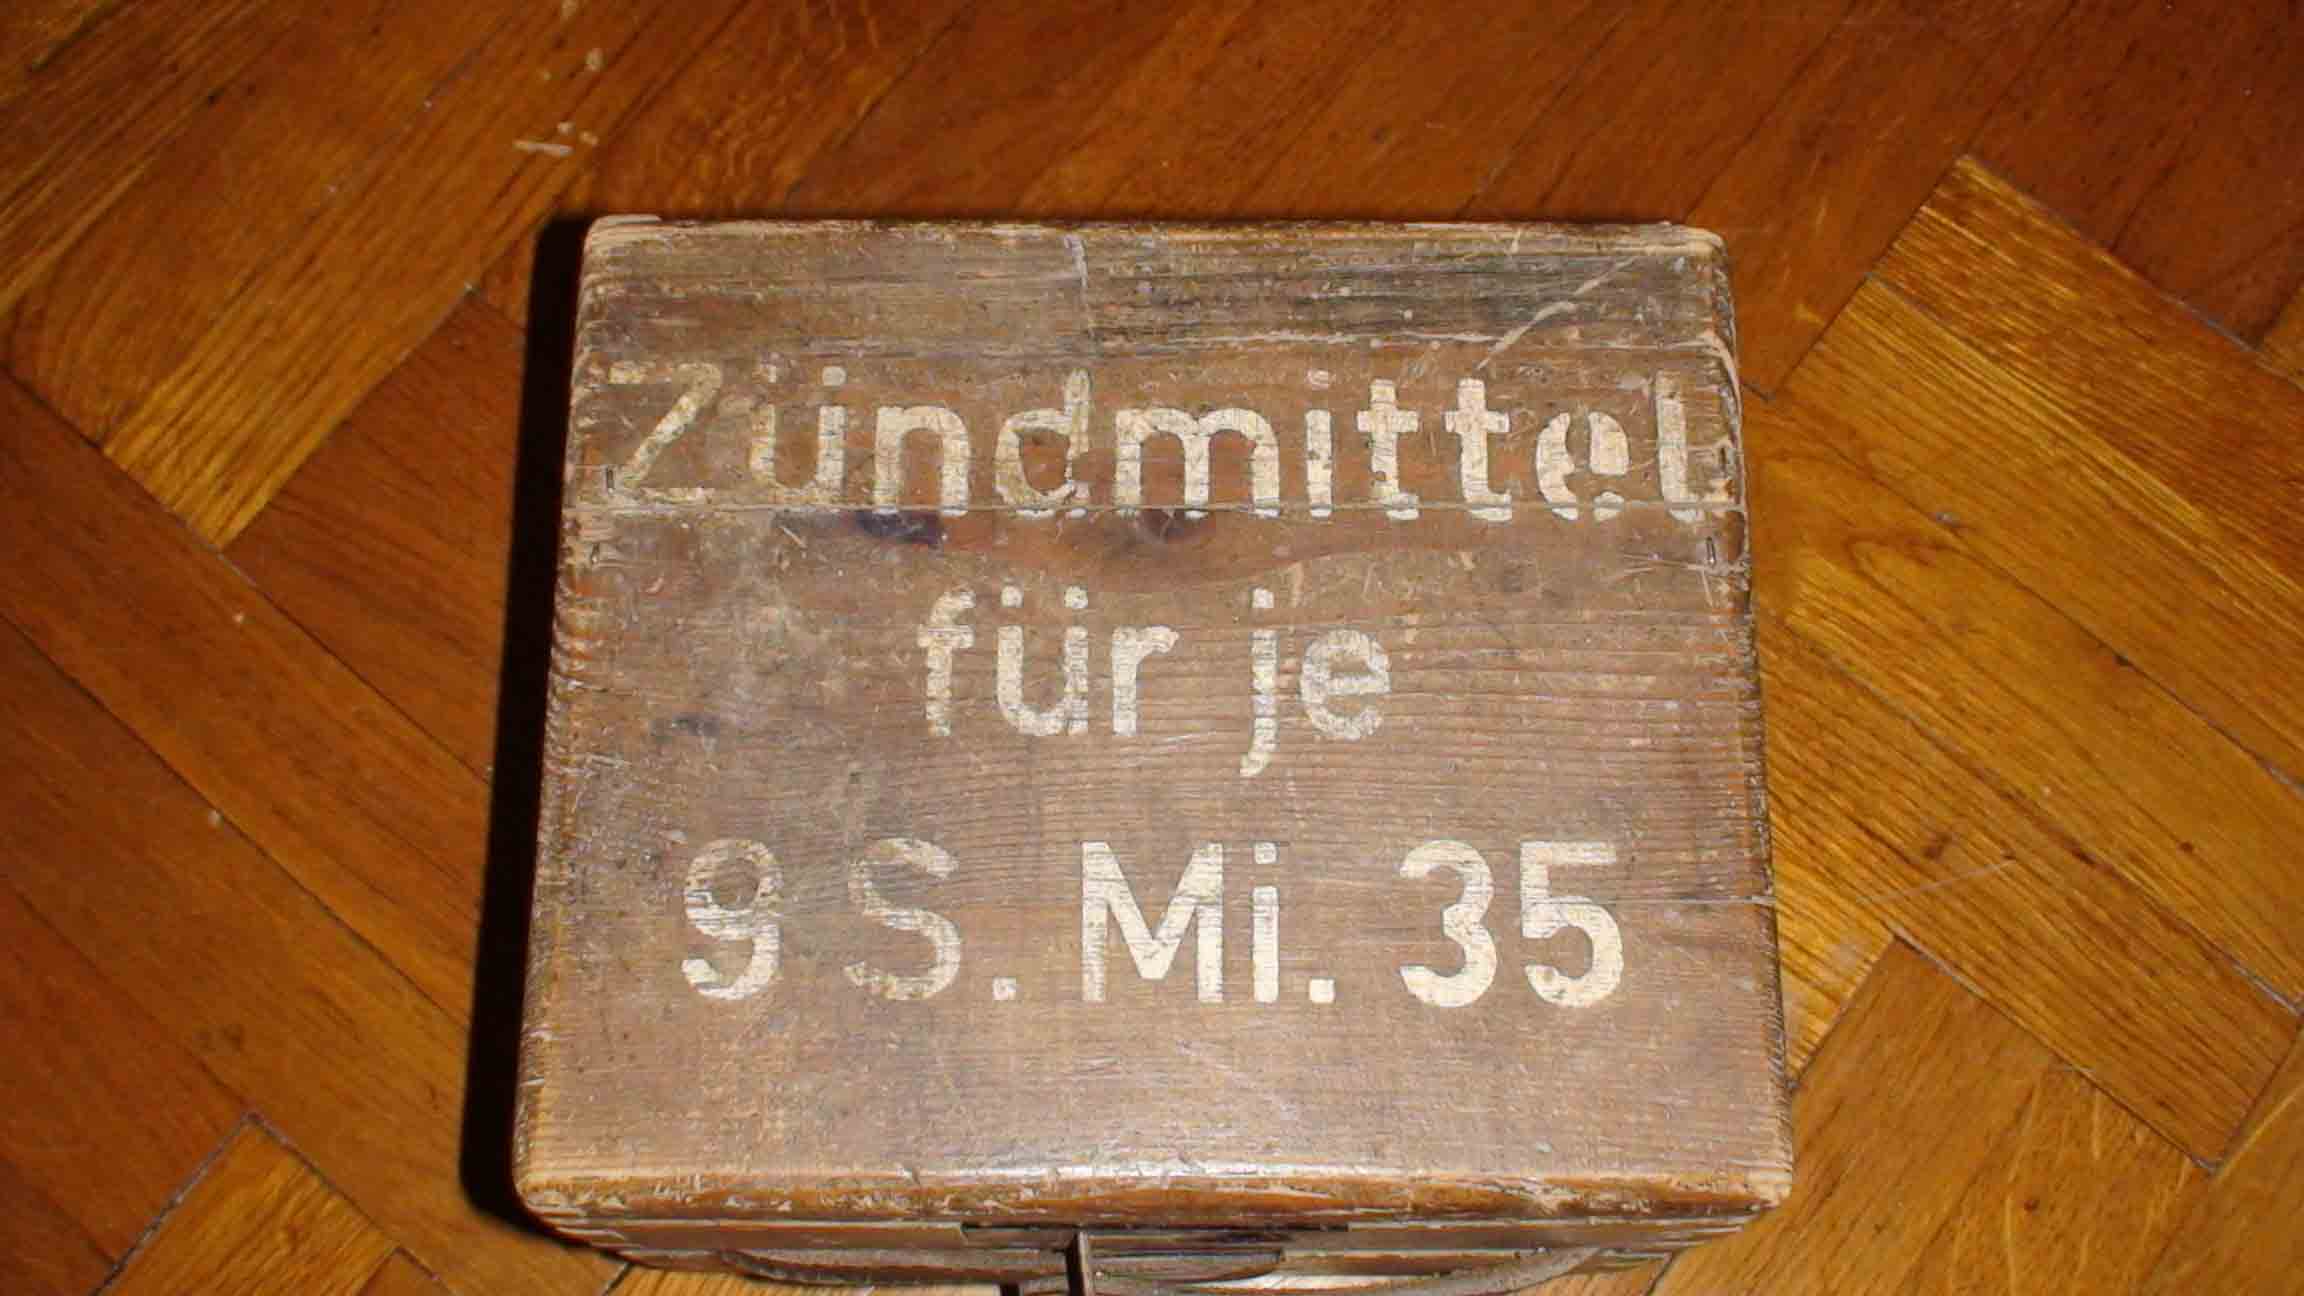 Zündmittel
für je
9 S. Mi. 35